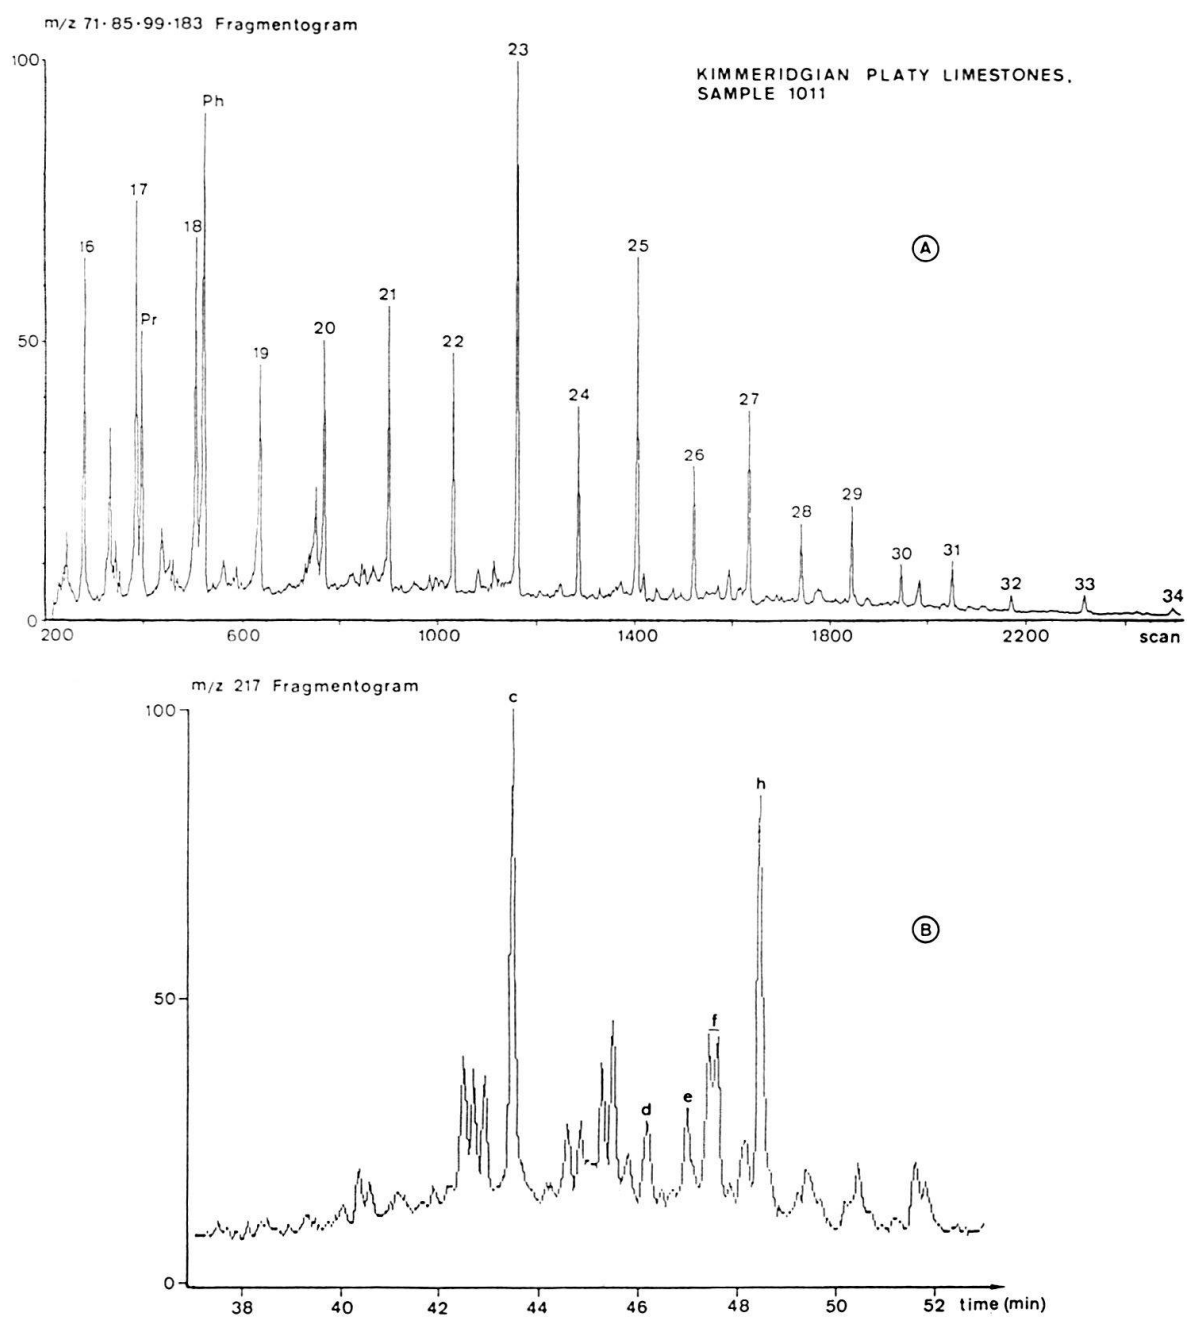 m/z 71·85·99·183 Fragmentogram
KIMMERIDGIAN PLATY LIMESTONES,
SAMPLE 1011
100
50
0
16
17
Pr
18
Ph
19
20
21
22
23
24
25
26
27
28
29
30
31
32
33
34
A
200 600 1000 1400 1800 2200 scan
m/z 217 Fragmentogram
100
50
0
c
d
e
f
h
B
38 40 42 44 46 48 50 52 time (min)